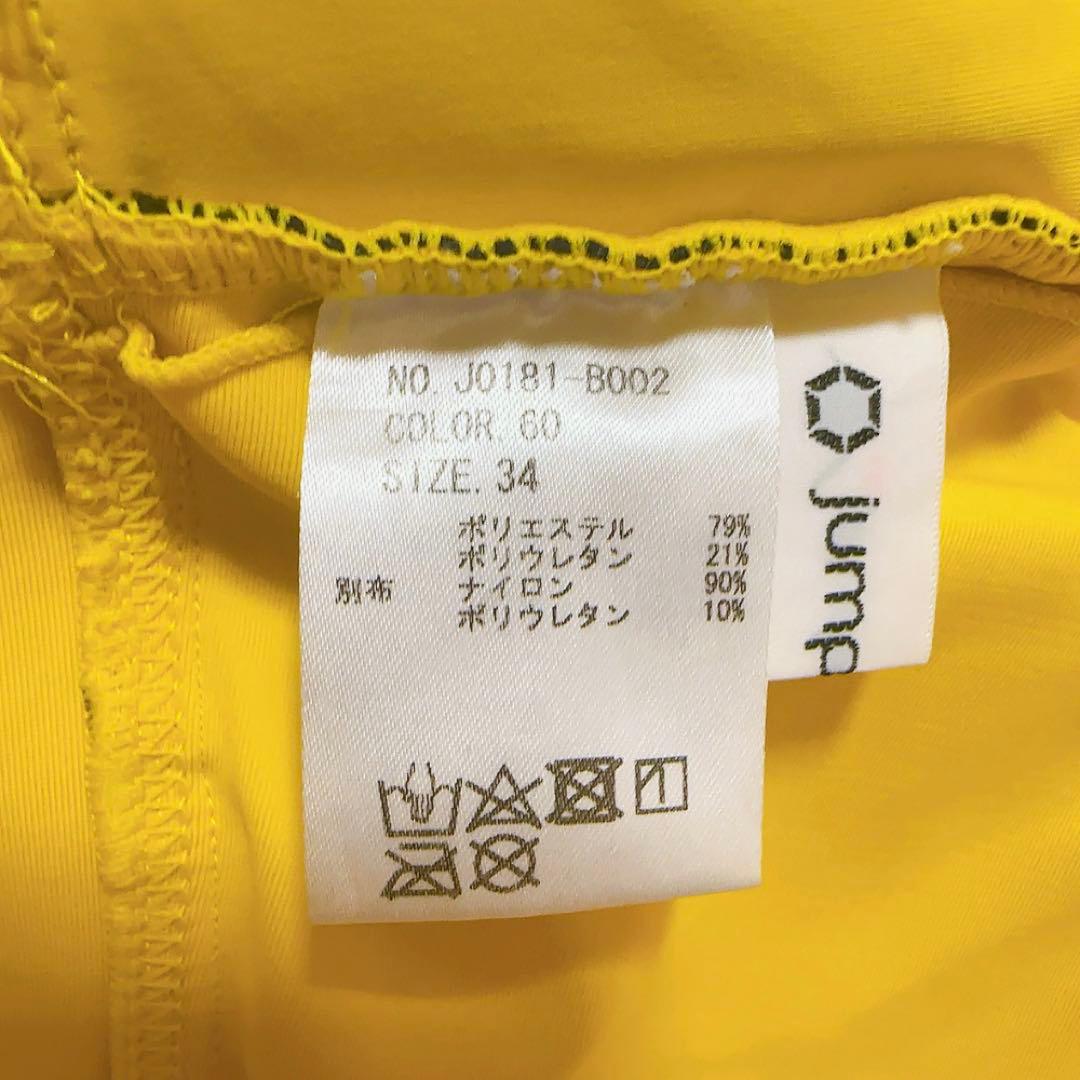 NO. J0181-B002
COLOR. 60
SIZE. 34
ポリエステル 79%
ポリウレタン 21%
別布 ナイロン 90%
ポリウレタン 10%
jump